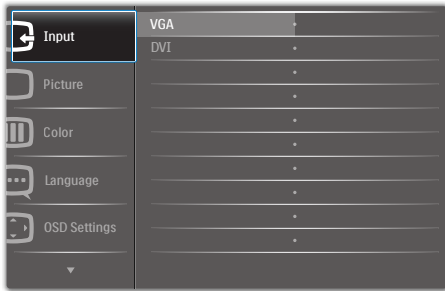 Input
Picture
Color
Language
OSD Settings
VGA
DVI